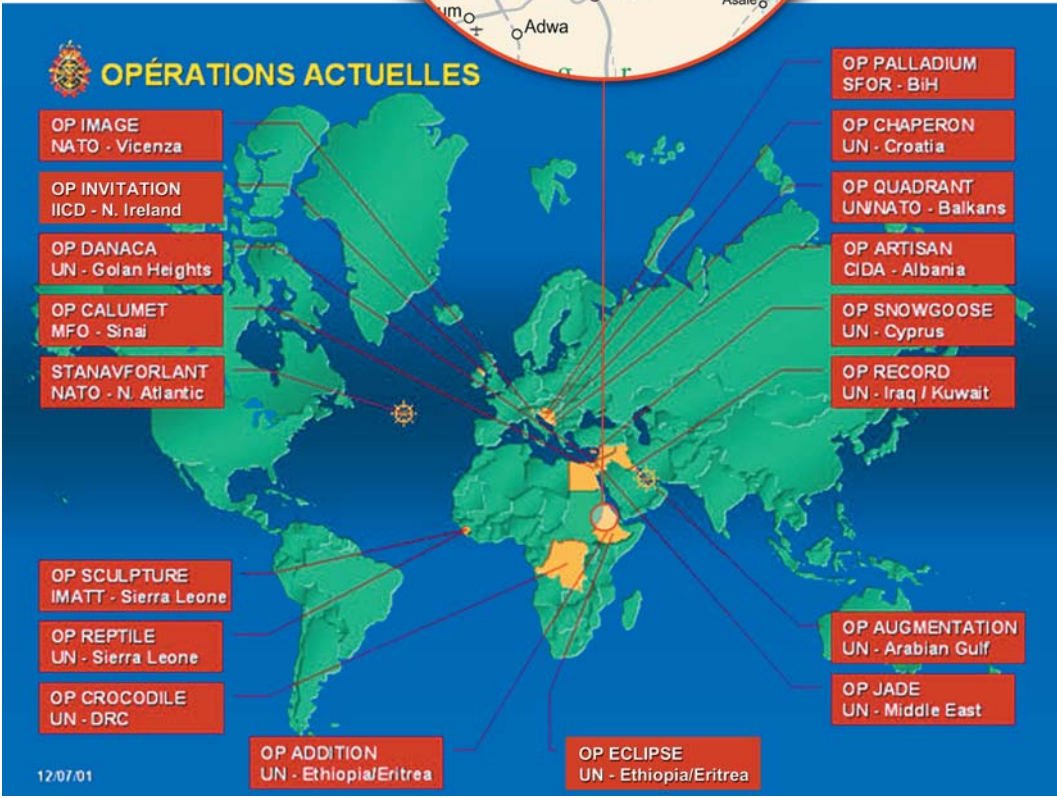 um
Adwa
Asale
g r
OPÉRATIONS ACTUELLES
OP IMAGE
NATO - Vicenza
OP INVITATION
IICD - N. Ireland
OP DANACA
UN - Golan Heights
OP CALUMET
MFO - Sinai
STANAVFORLANT
NATO - N. Atlantic
OP PALLADIUM
SFOR - BiH
OP CHAPERON
UN - Croatia
OP QUADRANT
UN/NATO - Balkans
OP ARTISAN
CIDA - Albania
OP SNOWGOOSE
UN - Cyprus
OP RECORD
UN - Iraq / Kuwait
OP SCULPTURE
IMATT - Sierra Leone
OP REPTILE
UN - Sierra Leone
OP CROCODILE
UN - DRC
OP AUGMENTATION
UN - Arabian Gulf
OP JADE
UN - Middle East
OP ADDITION
UN - Ethiopia/Eritrea
OP ECLIPSE
UN - Ethiopia/Eritrea
12/07/01